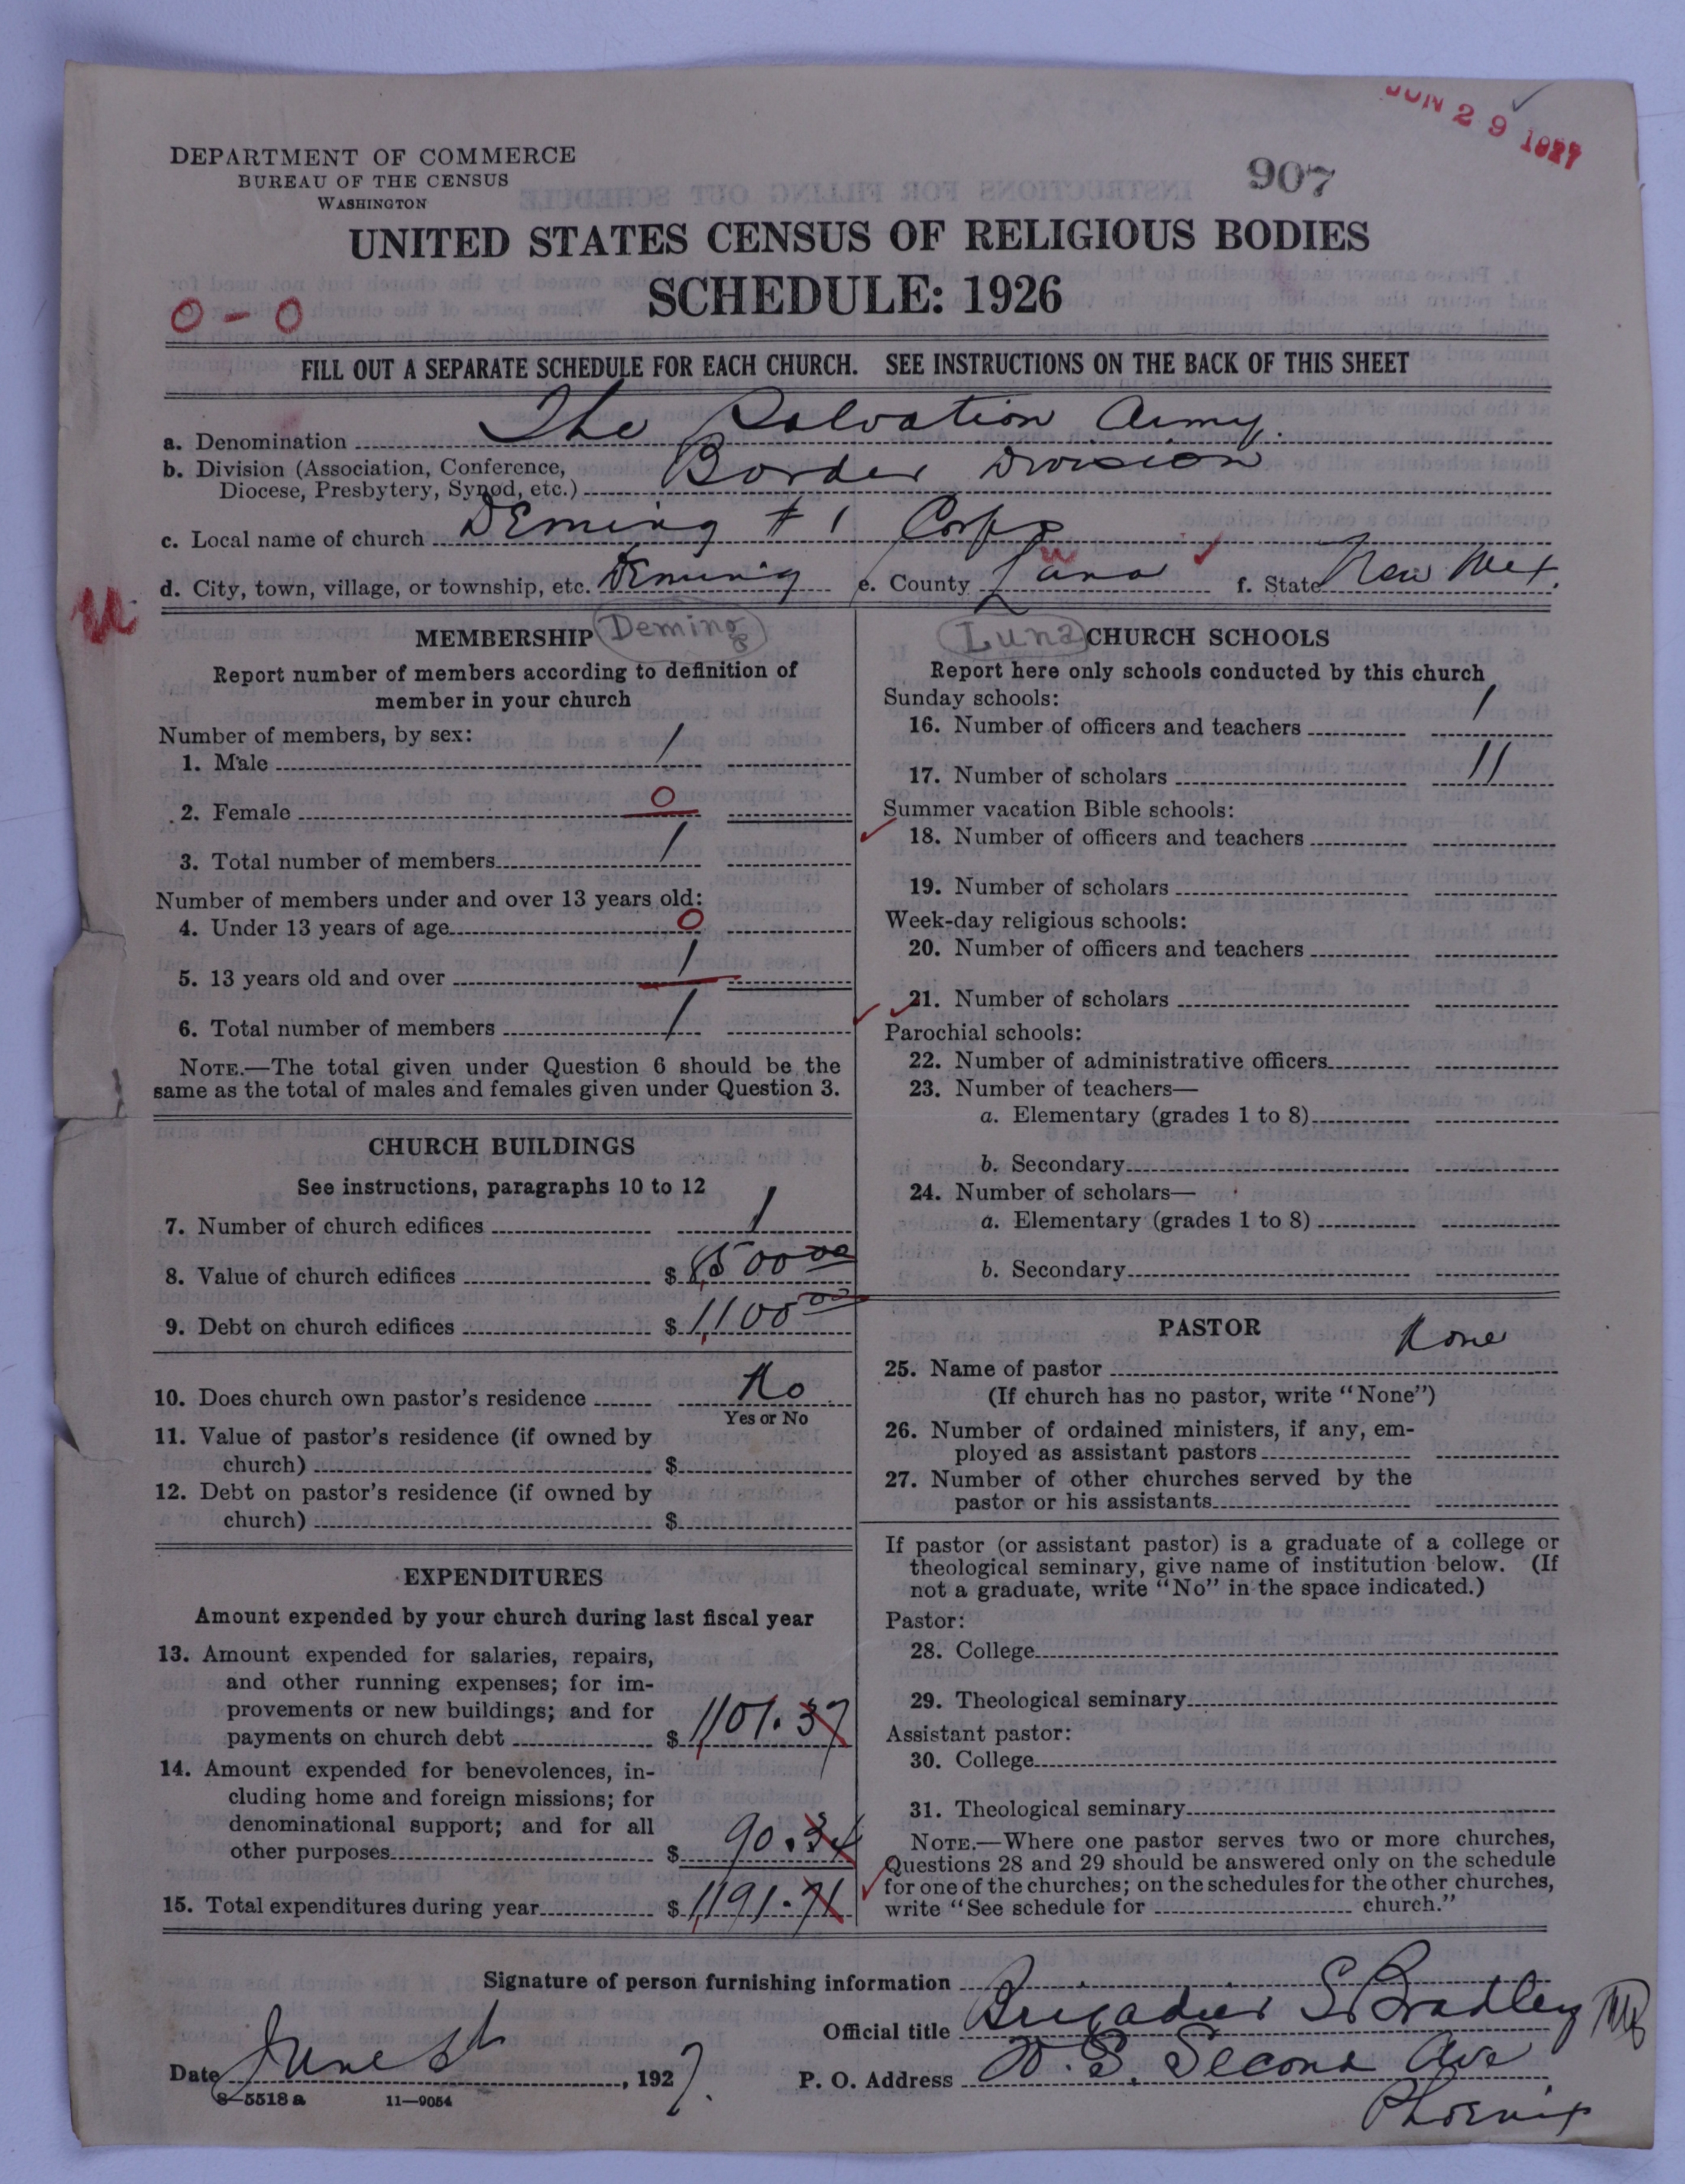 JUN 29 1927
DEPARTMENT OF COMMERCE
BUREAU OF THE CENSUS
WASHINGTON
907
UNITED STATES CENSUS OF RELIGIOUS BODIES
SCHEDULE: 1926
0-0
FILL OUT A SEPARATE SCHEDULE FOR EACH CHURCH. SEE INSTRUCTIONS ON THE BACK OF THIS SHEET
a. Denomination The Salvation Army.
b. Division (Association, Conference,
Diocese, Presbytery, Synod, etc.) Border Division
c. Local name of church Deming #1 Corps
d. City, town, village, or township, etc. Deming e. County Luna f. State New Mex.
u
MEMBERSHIP Deming
Report number of members according to definition of
member in your church
Number of members, by sex:
1. Male 1
2. Female 0
3. Total number of members 1
Number of members under and over 13 years old:
4. Under 13 years of age 0
5. 13 years old and over 1
6. Total number of members 1
NOTE.—The total given under Question 6 should be the
same as the total of males and females given under Question 3.
CHURCH BUILDINGS
See instructions, paragraphs 10 to 12
7. Number of church edifices 1
8. Value of church edifices $
9. Debt on church edifices $ 1,100 00
10. Does church own pastor's residence No
Yes or No
11. Value of pastor's residence (if owned by
church) $
12. Debt on pastor's residence (if owned by
church) $
EXPENDITURES
Amount expended by your church during last fiscal year
13. Amount expended for salaries, repairs,
and other running expenses; for im-
provements or new buildings; and for
payments on church debt $ 1,101.37
14. Amount expended for benevolences, in-
cluding home and foreign missions; for
denominational support; and for all
other purposes $ 90.34
15. Total expenditures during year $ 1,191.71
Luna CHURCH SCHOOLS
Report here only schools conducted by this church
Sunday schools:
16. Number of officers and teachers 1
17. Number of scholars 11
Summer vacation Bible schools:
18. Number of officers and teachers
19. Number of scholars
Week-day religious schools:
20. Number of officers and teachers
21. Number of scholars
Parochial schools:
22. Number of administrative officers
23. Number of teachers—
a. Elementary (grades 1 to 8)
b. Secondary
24. Number of scholars—
a. Elementary (grades 1 to 8)
b. Secondary
PASTOR
25. Name of pastor None
(If church has no pastor, write "None")
26. Number of ordained ministers, if any, em-
ployed as assistant pastors
27. Number of other churches served by the
pastor or his assistants
If pastor (or assistant pastor) is a graduate of a college or
theological seminary, give name of institution below. (If
not a graduate, write "No" in the space indicated.)
Pastor:
28. College
29. Theological seminary
Assistant pastor:
30. College
31. Theological seminary
NOTE.—Where one pastor serves two or more churches,
Questions 28 and 29 should be answered only on the schedule
for one of the churches; on the schedules for the other churches,
write "See schedule for church."
Signature of person furnishing information
Official title Brigadier S Bradley
Date June , 1927.
P. O. Address Second Ave
Phoenix
8—5518 a 11—9054